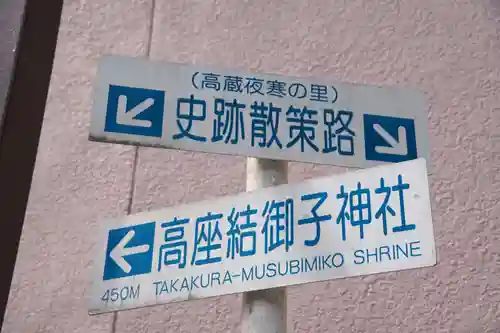 (高蔵夜寒の里)
↙ 史跡散策路 ↘
← 高座結御子神社
450M TAKAKURA-MUSUBIMIKO SHRINE